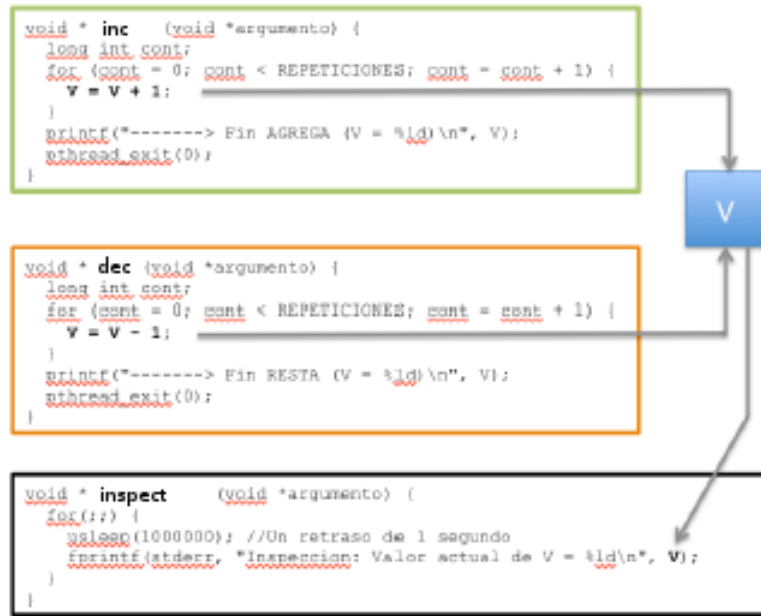 void * inc (void *argumento) {
long int cont;
for (cont = 0; cont < REPETICIONES; cont = cont + 1) {
V = V + 1;
}
printf("-------> Fin AGREGA (V = %ld)\n", V);
pthread_exit(0);
}
V
void * dec (void *argumento) {
long int cont;
for (cont = 0; cont < REPETICIONES; cont = cont + 1) {
V = V - 1;
}
printf("-------> Fin RESTA (V = %ld)\n", V);
pthread_exit(0);
}
void * inspect (void *argumento) {
for(;;) {
usleep(1000000); //Un retraso de 1 segundo
fprintf(stderr, "Inspeccion: Valor actual de V = %ld\n", V);
}
}